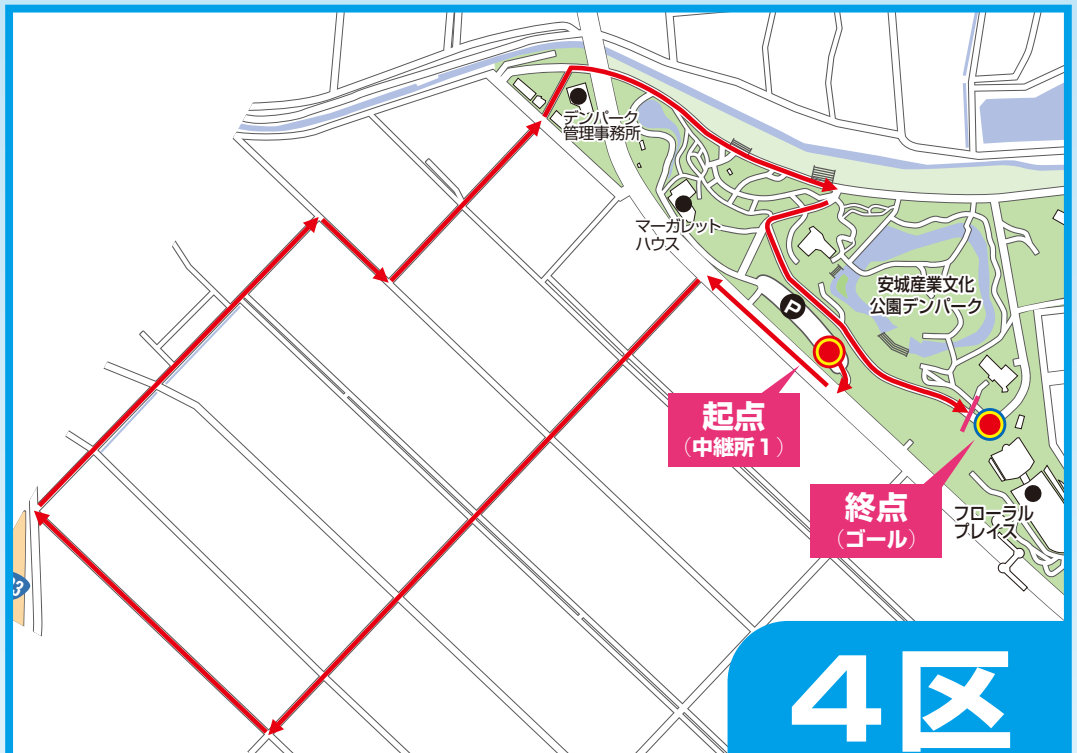 デンパーク
管理事務所
マーガレット
ハウス
安城産業文化
公園デンパーク
P
起点
（中継所１）
終点
（ゴール）
フローラル
プレイス
4区